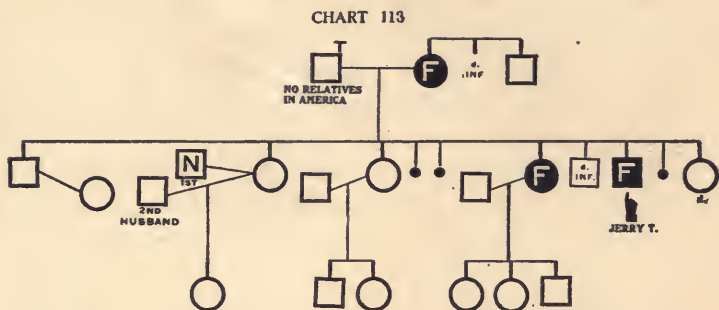 CHART 113
F
d.
INF
NO RELATIVES
IN AMERICA
N
1ST
2ND
HUSBAND
F
d.
INF.
F
JERRY T.